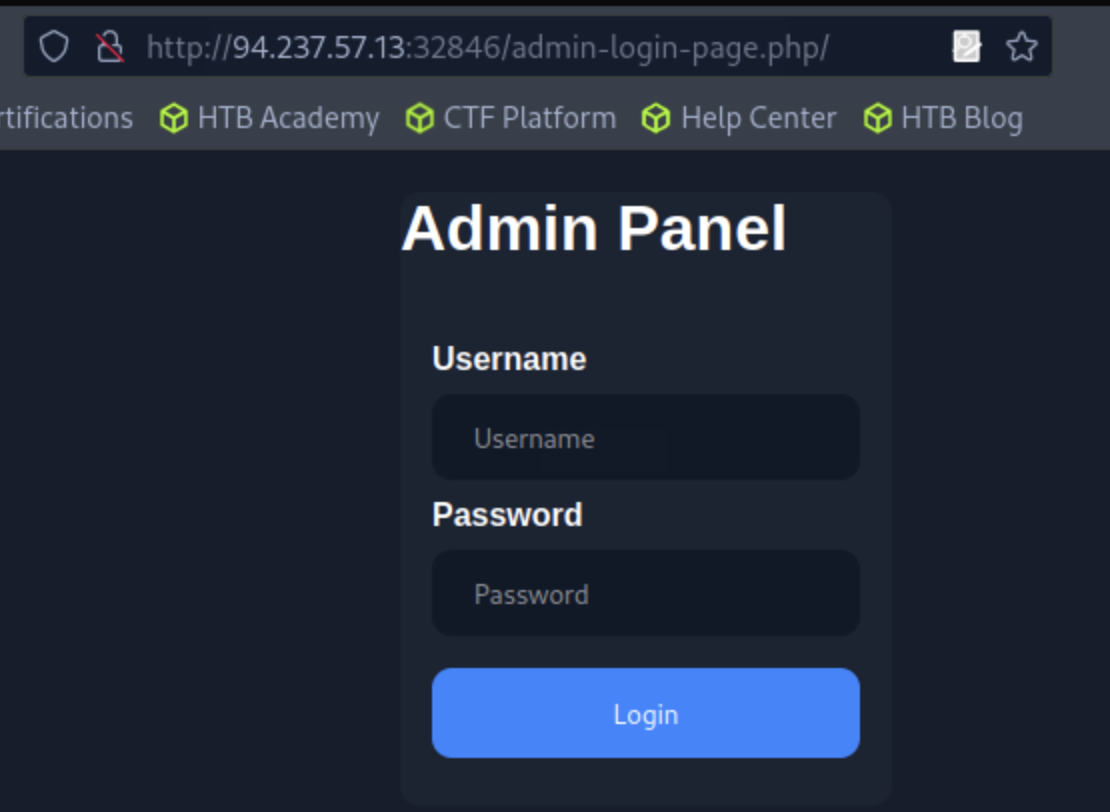 http://94.237.57.13:32846/admin-login-page.php/
rtifications HTB Academy CTF Platform Help Center HTB Blog
Admin Panel
Username
Username
Password
Password
Login